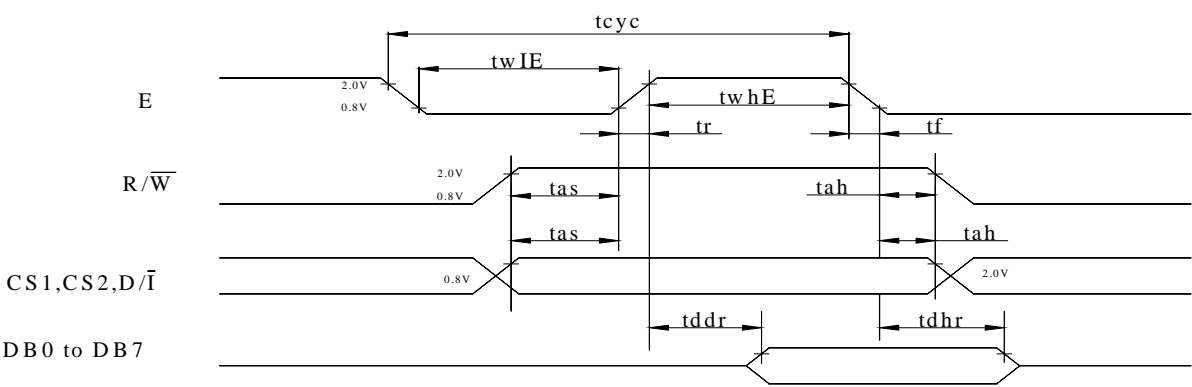 tcyc
twIE
E
2.0V
0.8V
twhE
tr
tf
R/W̅
2.0V
0.8V
tas
tah
tas
tah
CS1,CS2,D/I̅
0.8V
2.0V
tddr
tdhr
DB0 to DB7